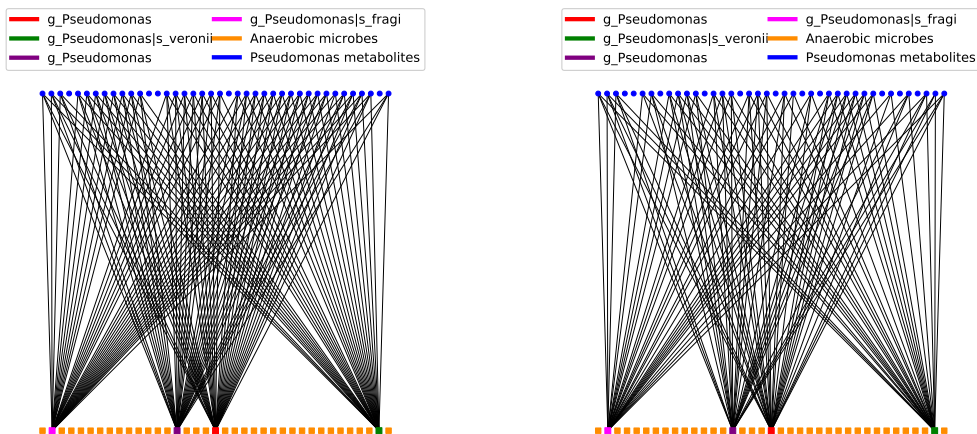 g_Pseudomonas
g_Pseudomonas|s_veronii
g_Pseudomonas
g_Pseudomonas|s_fragi
Anaerobic microbes
Pseudomonas metabolites
g_Pseudomonas
g_Pseudomonas|s_veronii
g_Pseudomonas
g_Pseudomonas|s_fragi
Anaerobic microbes
Pseudomonas metabolites